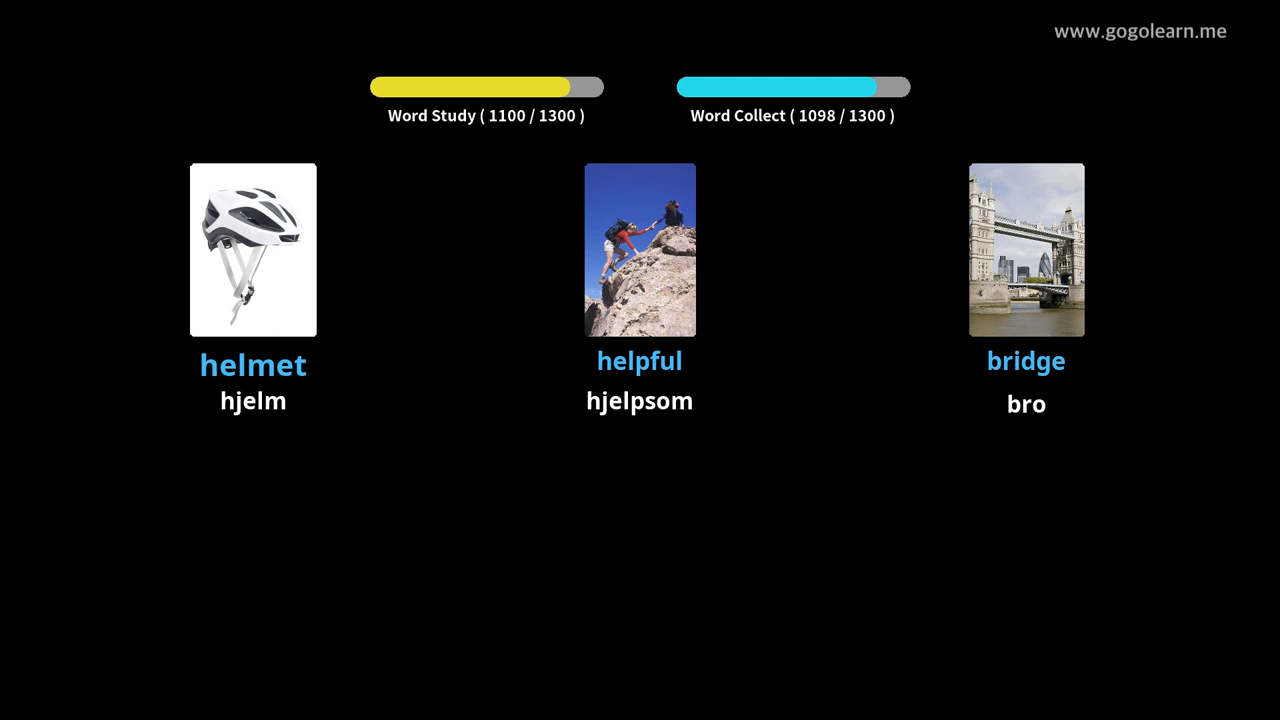 www.gogolearn.me
Word Study ( 1100 / 1300 )
Word Collect ( 1098 / 1300 )
helmet
hjelm
helpful
hjelpsom
bridge
bro